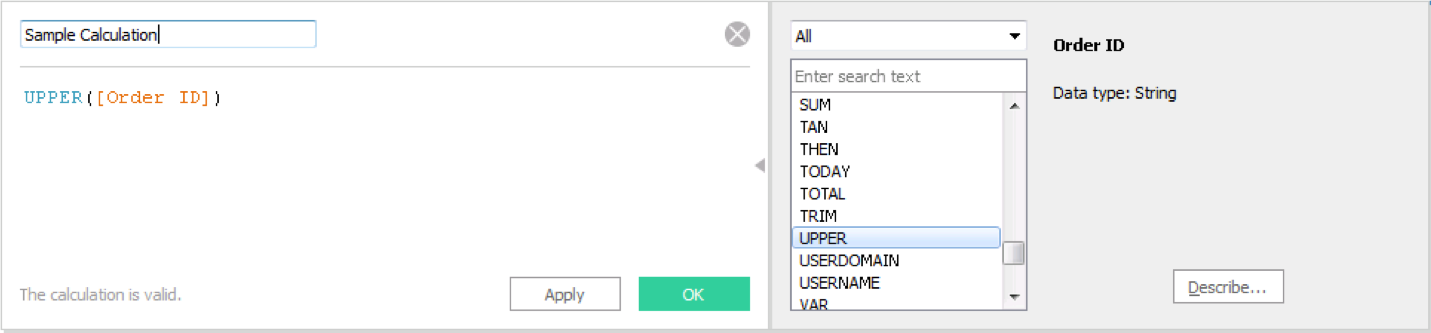 Sample Calculation
UPPER([Order ID])
The calculation is valid.
Apply
OK
All
Enter search text
SUM
TAN
THEN
TODAY
TOTAL
TRIM
UPPER
USERDOMAIN
USERNAME
VAR
Order ID
Data type: String
Describe...